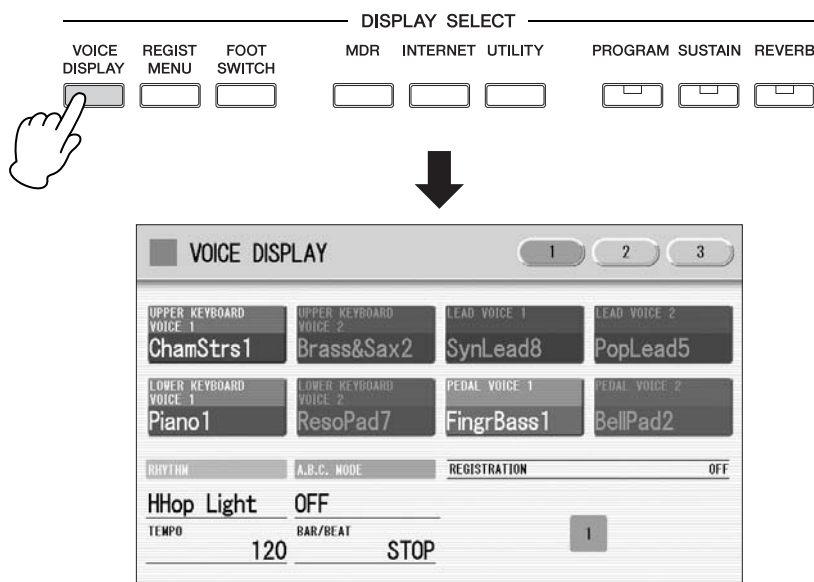 DISPLAY SELECT
VOICE DISPLAY
REGIST MENU
FOOT SWITCH
MDR
INTERNET
UTILITY
PROGRAM
SUSTAIN
REVERB
VOICE DISPLAY
1
2
3
UPPER KEYBOARD VOICE 1
ChamStrs1
UPPER KEYBOARD VOICE 2
Brass&Sax2
LEAD VOICE 1
SynLead8
LEAD VOICE 2
PopLead5
LOWER KEYBOARD VOICE 1
Piano1
LOWER KEYBOARD VOICE 2
ResoPad7
PEDAL VOICE 1
FingrBass1
PEDAL VOICE 2
BellPad2
RHYTHM
A.B.C. MODE
REGISTRATION
OFF
HHop Light
OFF
TEMPO
120
BAR/BEAT
STOP
1